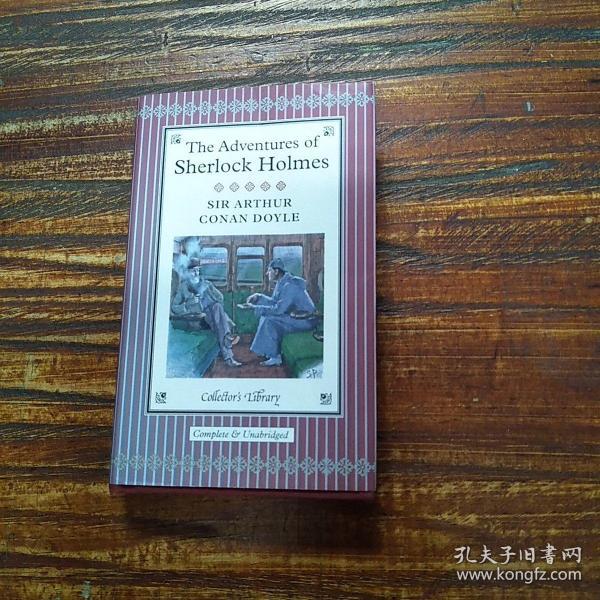 The Adventures of
Sherlock Holmes
SIR ARTHUR
CONAN DOYLE
S.P.
Collector's Library
Complete & Unabridged
孔夫子旧書网
www.kongfz.com